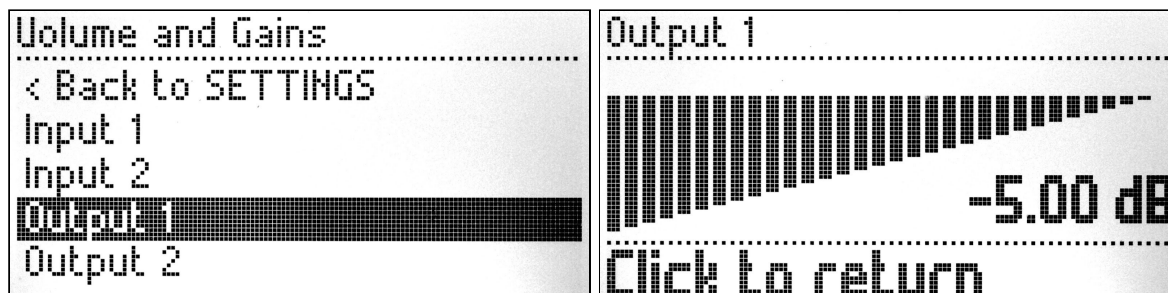 Volume and Gains
< Back to SETTINGS
Input 1
Input 2
Output 1
Output 2
Output 1
-5.00 dB
Click to return